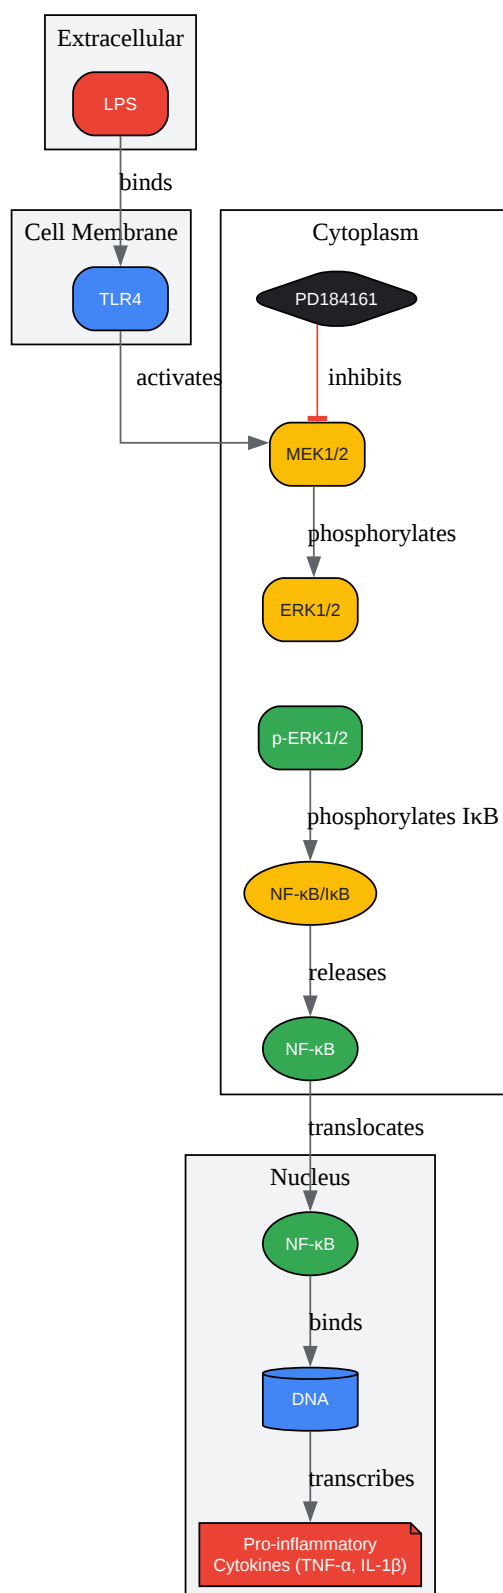 Extracellular
LPS
binds
Cell Membrane
Cytoplasm
TLR4
PD184161
activates
inhibits
MEK1/2
phosphorylates
ERK1/2
p-ERK1/2
phosphorylates IκB
NF-κB/IκB
releases
NF-κB
translocates
Nucleus
NF-κB
binds
DNA
transcribes
Pro-inflammatory
Cytokines (TNF-α, IL-1β)